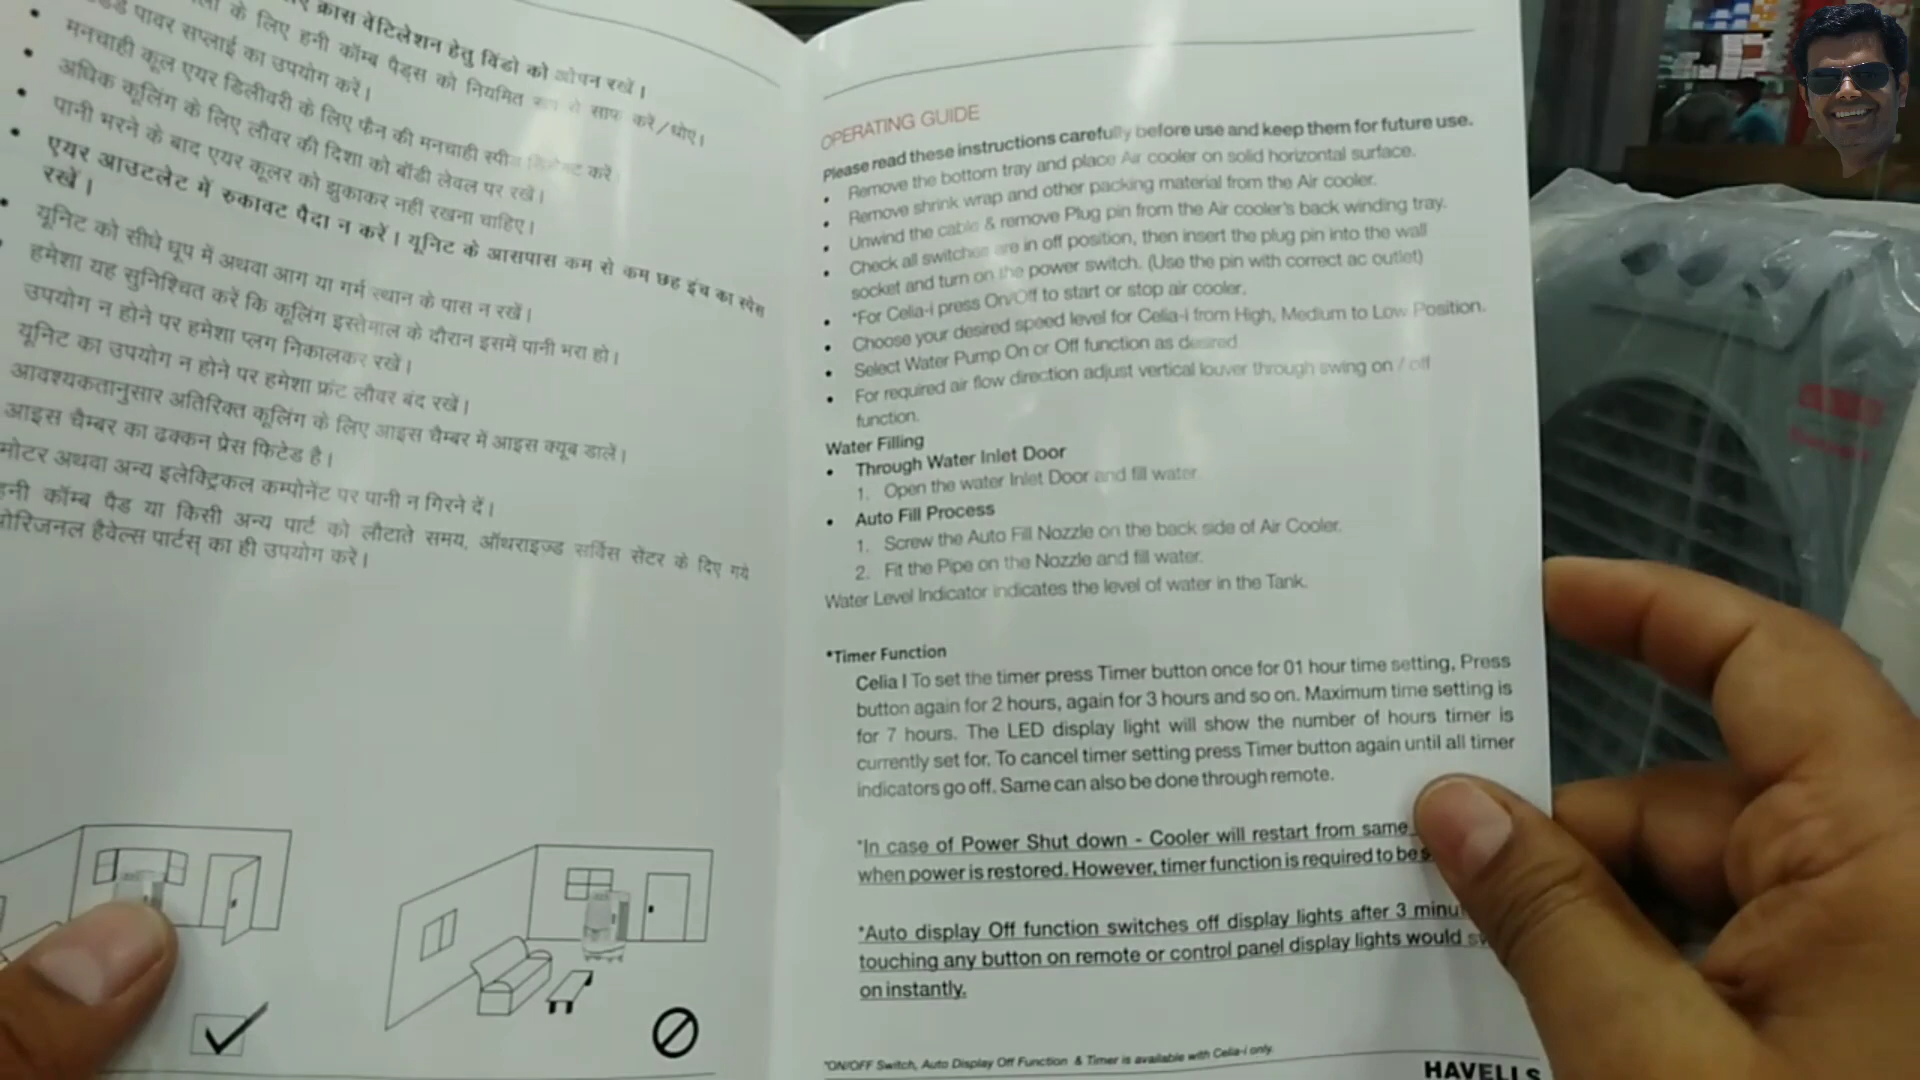 क्रास वेंटिलेशन हेतु विंडो को ओपन रखें।
के लिए हनी कॉम्ब पैड्स को नियमित रूप से साफ करें/धोएं।
पावर सप्लाई का उपयोग करें।
मनचाही कूल एयर डिलीवरी के लिए फैन की मनचाही स्पीड करें
अधिक कूलिंग के लिए लौवर की दिशा को बॉडी लेवल पर रखें।
पानी भरने के बाद एयर कूलर को झुकाकर नहीं रखना चाहिए।
एयर आउटलेट में रुकावट पैदा न करें। यूनिट के आसपास कम से कम छह इंच का स्पेस
रखें।
यूनिट को सीधे धूप में अथवा आग या गर्म स्थान के पास न रखें।
हमेशा यह सुनिश्चित करें कि कूलिंग इस्तेमाल के दौरान इसमें पानी भरा हो।
उपयोग न होने पर हमेशा प्लग निकालकर रखें।
यूनिट का उपयोग न होने पर हमेशा फ्रंट लौवर बंद रखें।
आवश्यकतानुसार अतिरिक्त कूलिंग के लिए आइस चैम्बर में आइस क्यूब डालें।
आइस चैम्बर का ढक्कन प्रेस फिटेड है।
मोटर अथवा अन्य इलेक्ट्रिकल कम्पोनेंट पर पानी न गिरने दें।
हनी कॉम्ब पैड या किसी अन्य पार्ट को लौटाते समय, ऑथराइज्ड सर्विस सेंटर के दिए गये
ओरिजनल हैवेल्स पार्टस् का ही उपयोग करें।
OPERATING GUIDE
Please read these instructions carefully before use and keep them for future use.
• Remove the bottom tray and place Air cooler on solid horizontal surface.
• Remove shrink wrap and other packing material from the Air cooler.
• Unwind the cable & remove Plug pin from the Air cooler's back winding tray.
• Check all switches are in off position, then insert the plug pin into the wall
socket and turn on the power switch. (Use the pin with correct ac outlet)
• *For Celia-i press On/Off to start or stop air cooler.
• Choose your desired speed level for Celia-i from High, Medium to Low Position.
• Select Water Pump On or Off function as desired
• For required air flow direction adjust vertical louver through swing on / off
function.
Water Filling
• Through Water Inlet Door
1. Open the water Inlet Door and fill water
• Auto Fill Process
1. Screw the Auto Fill Nozzle on the back side of Air Cooler.
2. Fit the Pipe on the Nozzle and fill water.
Water Level Indicator indicates the level of water in the Tank.
*Timer Function
Celia I To set the timer press Timer button once for 01 hour time setting, Press
button again for 2 hours, again for 3 hours and so on. Maximum time setting is
for 7 hours. The LED display light will show the number of hours timer is
currently set for. To cancel timer setting press Timer button again until all timer
indicators go off. Same can also be done through remote.
*In case of Power Shut down - Cooler will restart from same
when power is restored. However, timer function is required to be
*Auto display Off function switches off display lights after 3
touching any button on remote or control panel display lights would
on instantly.
*ON/OFF Switch, Auto Display Off Function & Timer is available with Celia-i only.
HAVELLS